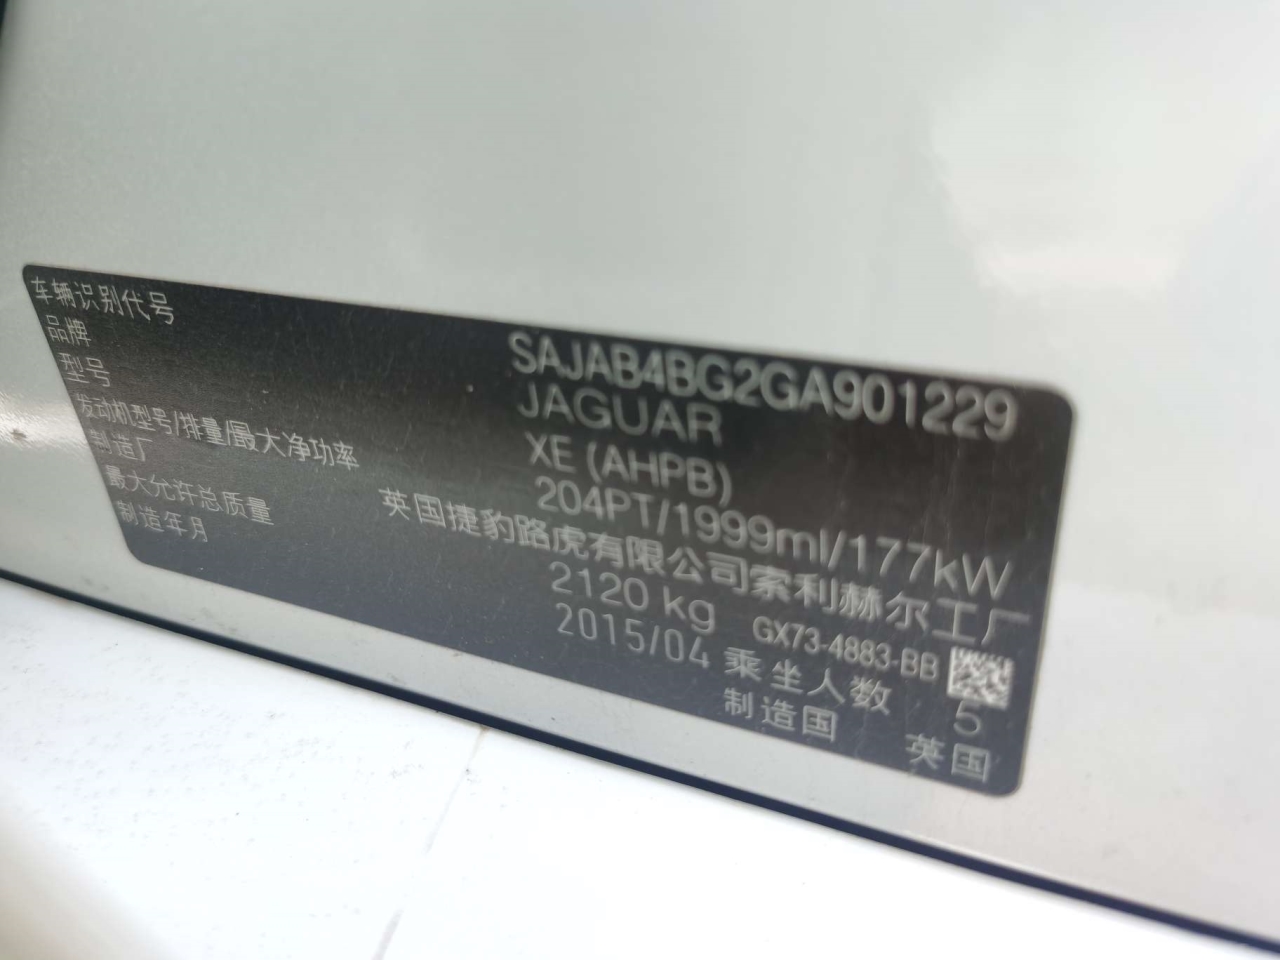 车辆识别代号 SAJAB4BG2GA901229
品牌 JAGUAR
型号 XE (AHPB)
发动机型号/排量/最大净功率 204PT/1999ml/177kW
制造厂 英国捷豹路虎有限公司索利赫尔工厂
最大允许总质量 2120 kg GX73-4883-BB
制造年月 2015/04 乘坐人数 5
制造国 英国